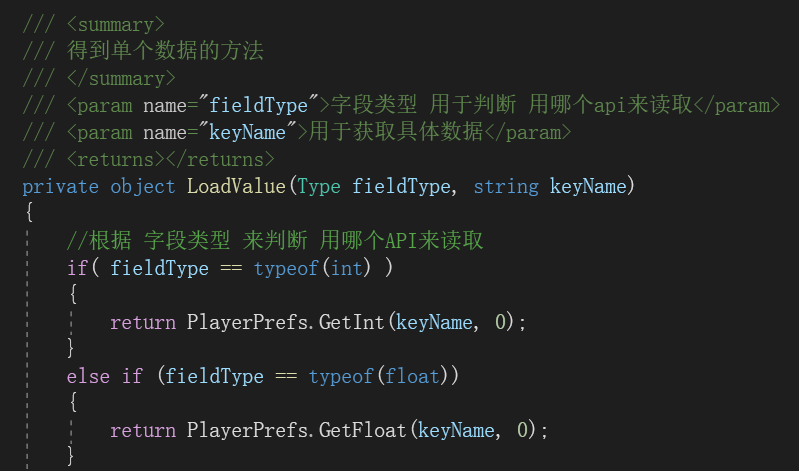 /// <summary>
/// 得到单个数据的方法
/// </summary>
/// <param name="fieldType">字段类型 用于判断 用哪个api来读取</param>
/// <param name="keyName">用于获取具体数据</param>
/// <returns></returns>
private object LoadValue(Type fieldType, string keyName)
{
//根据 字段类型 来判断 用哪个API来读取
if( fieldType == typeof(int) )
{
return PlayerPrefs.GetInt(keyName, 0);
}
else if (fieldType == typeof(float))
{
return PlayerPrefs.GetFloat(keyName, 0);
}